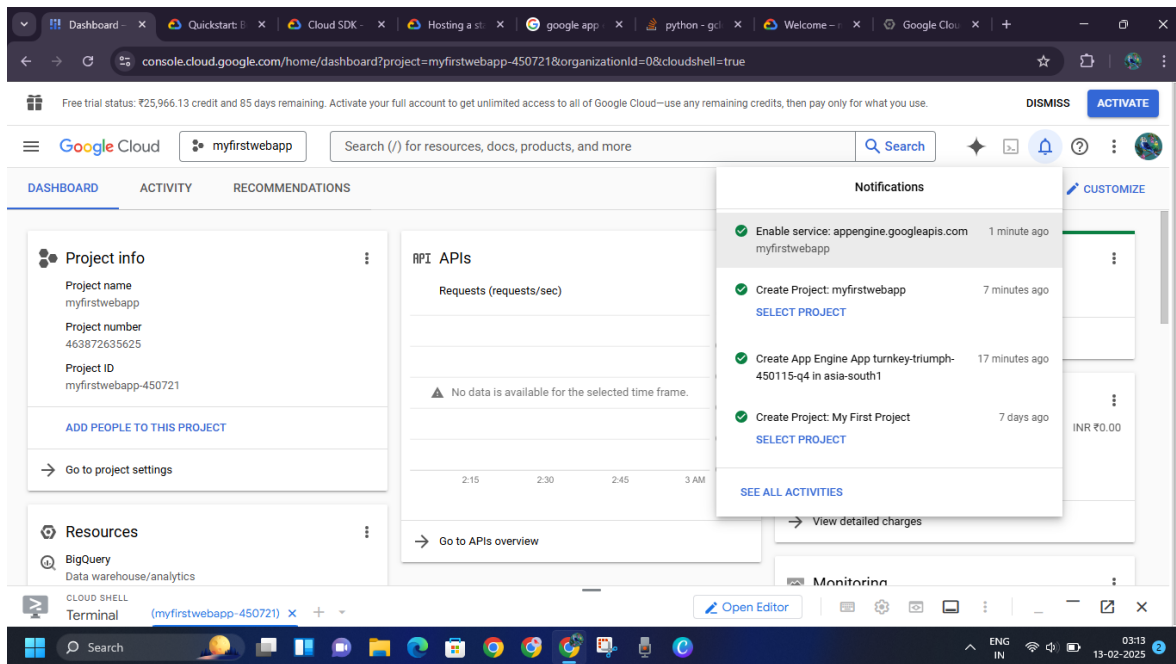 Dashboard –
Quickstart: B
Cloud SDK -
Hosting a st
google app
python - gcl
Welcome –
Google Clou
console.cloud.google.com/home/dashboard?project=myfirstwebapp-450721&organizationId=0&cloudshell=true
Free trial status: ₹25,966.13 credit and 85 days remaining. Activate your full account to get unlimited access to all of Google Cloud—use any remaining credits, then pay only for what you use.
DISMISS
ACTIVATE
Google Cloud
myfirstwebapp
Search (/) for resources, docs, products, and more
Search
DASHBOARD
ACTIVITY
RECOMMENDATIONS
CUSTOMIZE
Project info
Project name
myfirstwebapp
Project number
463872635625
Project ID
myfirstwebapp-450721
ADD PEOPLE TO THIS PROJECT
Go to project settings
Resources
BigQuery
Data warehouse/analytics
API APIs
Requests (requests/sec)
No data is available for the selected time frame.
2:15 2:30 2:45 3 AM
Go to APIs overview
Notifications
Enable service: appengine.googleapis.com 1 minute ago
myfirstwebapp
Create Project: myfirstwebapp 7 minutes ago
SELECT PROJECT
Create App Engine App turnkey-triumph- 17 minutes ago
450115-q4 in asia-south1
Create Project: My First Project 7 days ago
SELECT PROJECT
SEE ALL ACTIVITIES
INR ₹0.00
View detailed charges
Monitoring
CLOUD SHELL
Terminal
(myfirstwebapp-450721)
Open Editor
Search
ENG
IN
03:13
13-02-2025
2